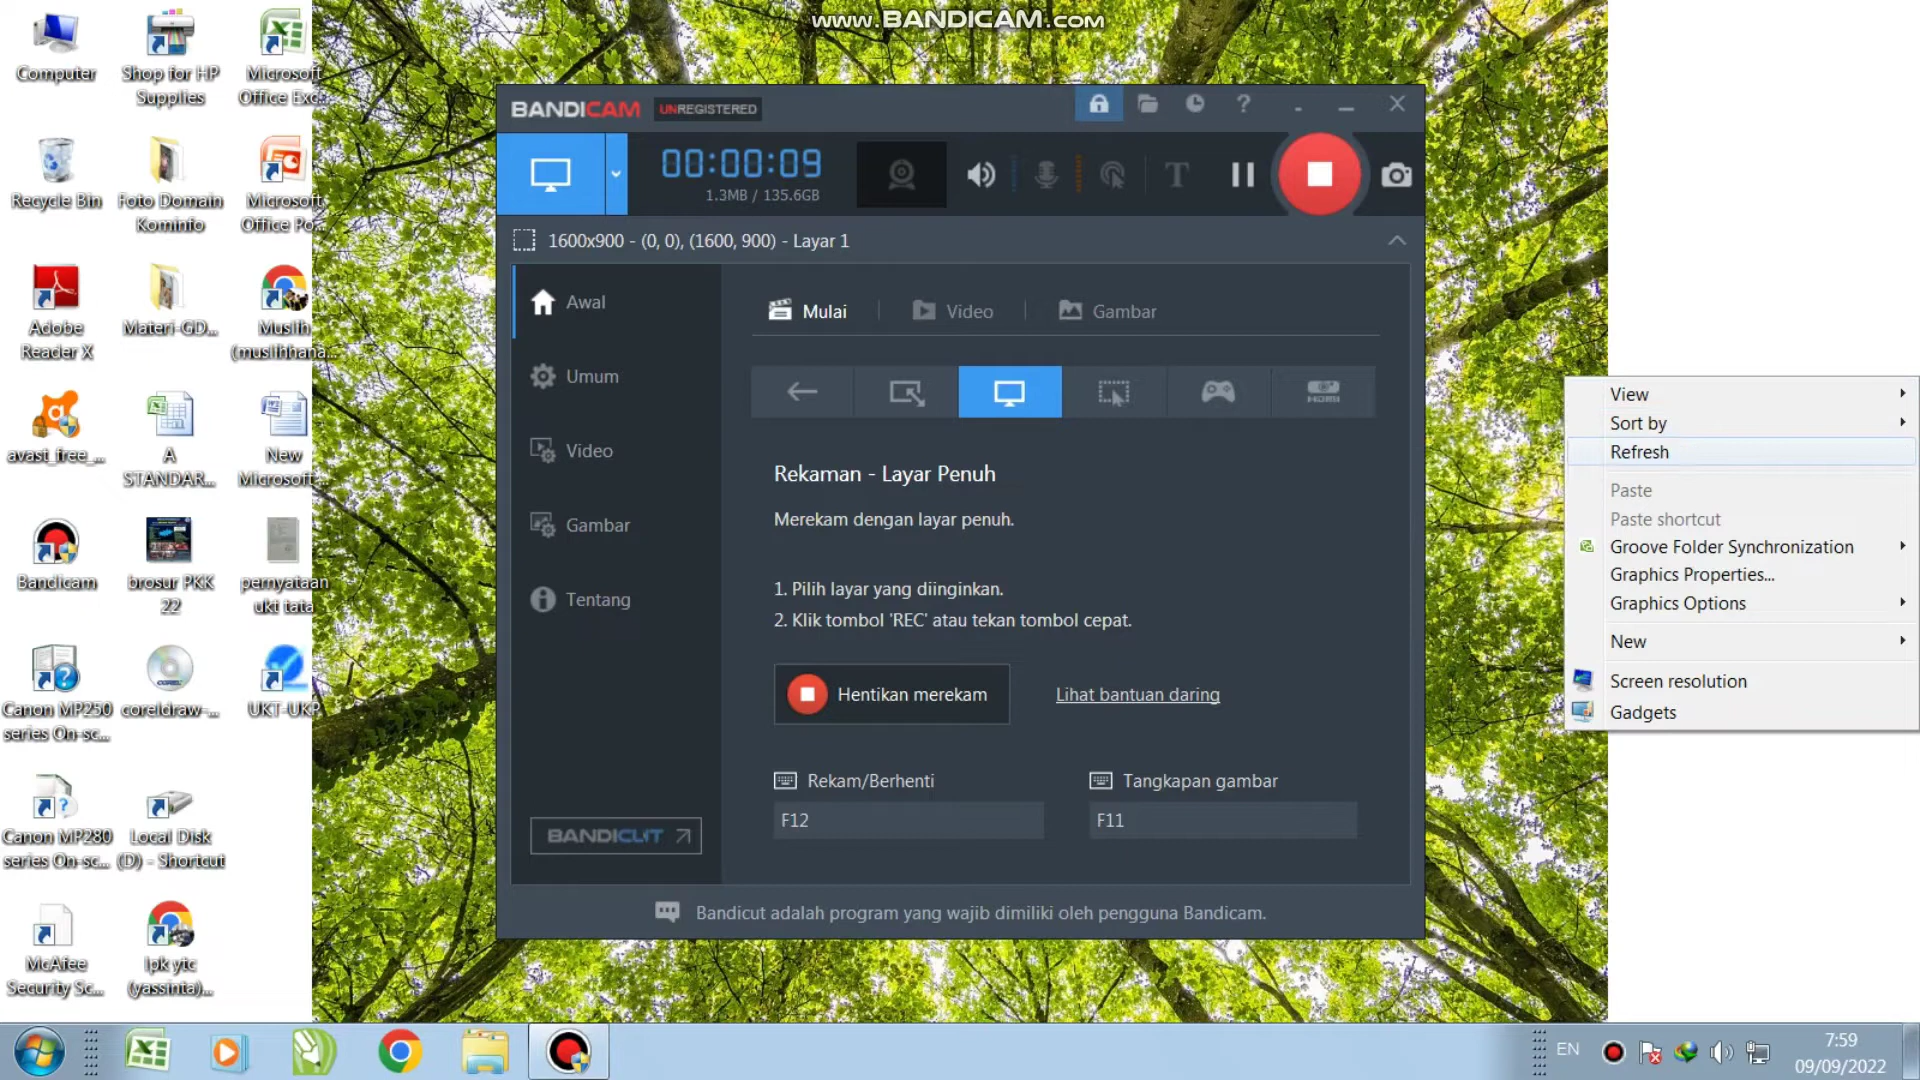 www.BANDICAM.com
Computer
Shop for HP
Supplies
Microsoft
Office Exc...
Recycle Bin
Foto Domain
Kominfo
Microsoft
Office Po...
Adobe
Reader X
Materi-GD...
Muslih
(muslihhana...
avast_free_...
A
STANDAR...
New
Microsoft...
Bandicam
brosur PKK
22
pernyataan
ukt tata
Canon MP250
series On-sc...
coreldraw-...
UKT-UKP
Canon MP280
series On-sc...
Local Disk
(D) - Shortcut
McAfee
Security Sc...
lpk ytc
(yassinta)...
BANDICAM UNREGISTERED
00:00:09
1.3MB / 135.6GB
1600x900 - (0, 0), (1600, 900) - Layar 1
Awal
Umum
Video
Gambar
Tentang
BANDICUT
Mulai
Video
Gambar
HDMI
Rekaman - Layar Penuh
Merekam dengan layar penuh.
1. Pilih layar yang diinginkan.
2. Klik tombol 'REC' atau tekan tombol cepat.
Hentikan merekam
Lihat bantuan daring
Rekam/Berhenti
F12
Tangkapan gambar
F11
Bandicut adalah program yang wajib dimiliki oleh pengguna Bandicam.
View
Sort by
Refresh
Paste
Paste shortcut
Groove Folder Synchronization
Graphics Properties...
Graphics Options
New
Screen resolution
Gadgets
EN
7:59
09/09/2022